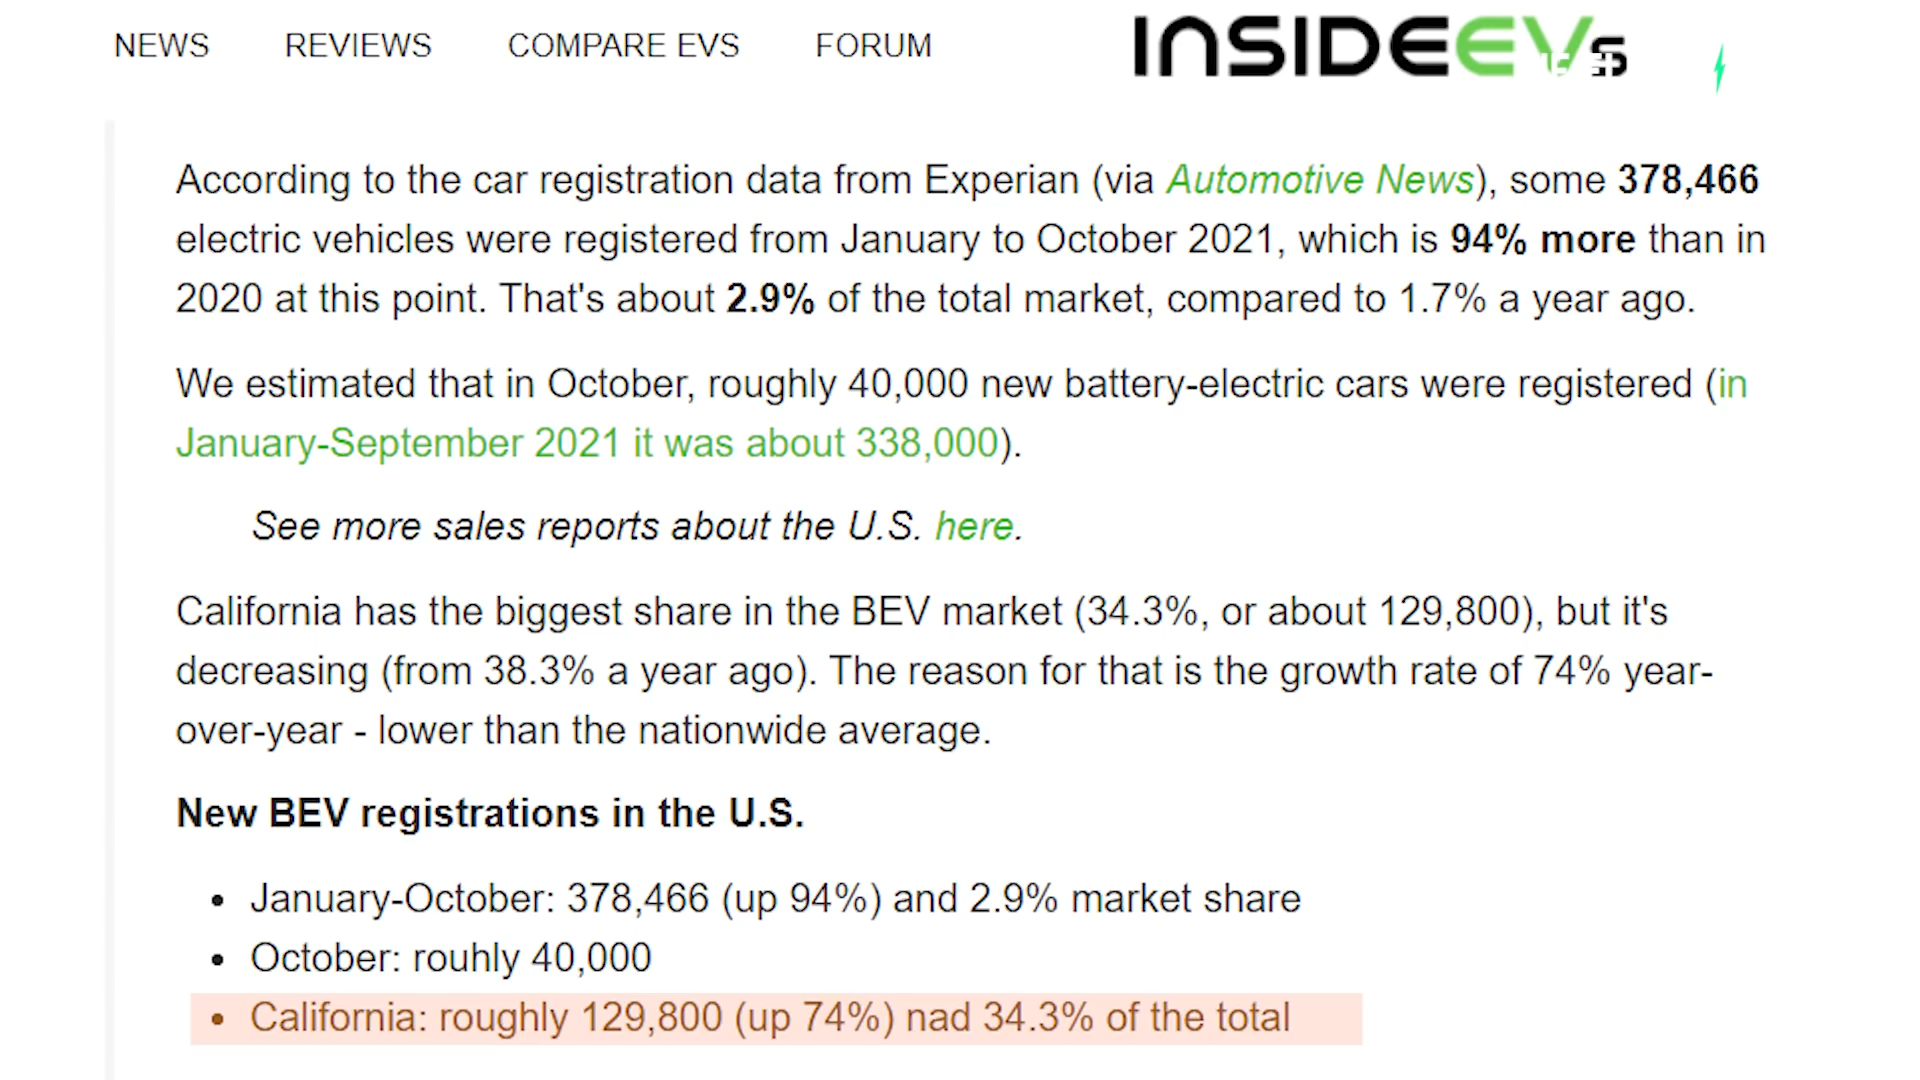 NEWS REVIEWS COMPARE EVS FORUM INSIDEEVs
According to the car registration data from Experian (via Automotive News), some 378,466
electric vehicles were registered from January to October 2021, which is 94% more than in
2020 at this point. That's about 2.9% of the total market, compared to 1.7% a year ago.
We estimated that in October, roughly 40,000 new battery-electric cars were registered (in
January-September 2021 it was about 338,000).
See more sales reports about the U.S. here.
California has the biggest share in the BEV market (34.3%, or about 129,800), but it's
decreasing (from 38.3% a year ago). The reason for that is the growth rate of 74% year-
over-year - lower than the nationwide average.
New BEV registrations in the U.S.
• January-October: 378,466 (up 94%) and 2.9% market share
• October: rouhly 40,000
• California: roughly 129,800 (up 74%) nad 34.3% of the total